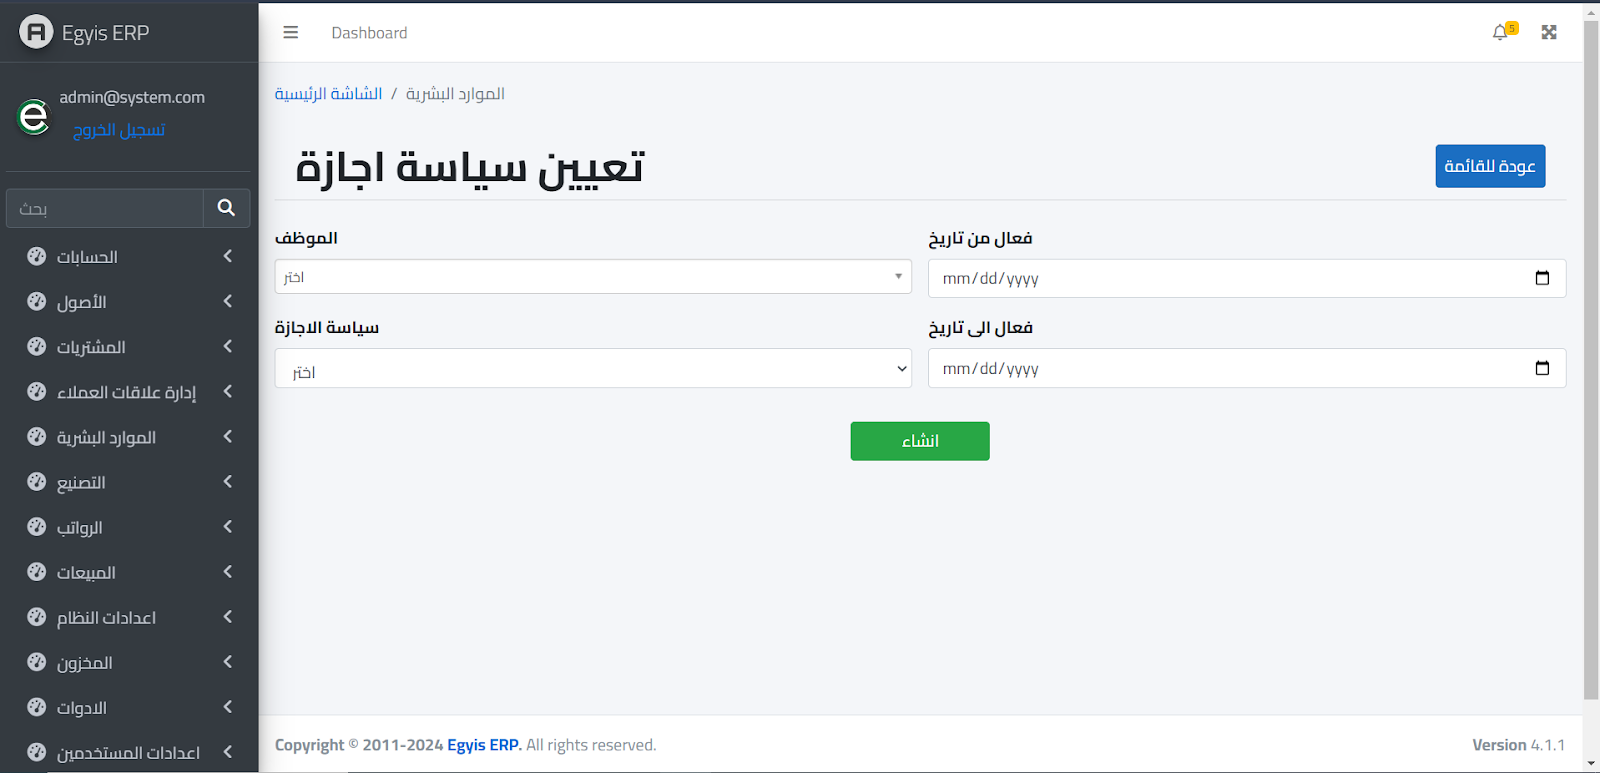 Egyis ERP
admin@system.com
تسجيل الخروج
بحث
الحسابات
الأصول
المشتريات
إدارة علاقات العملاء
الموارد البشرية
التصنيع
الرواتب
المبيعات
اعدادات النظام
المخزون
الادوات
اعدادات المستخدمين
Dashboard
5
الشاشة الرئيسية / الموارد البشرية
تعيين سياسة اجازة
عودة للقائمة
الموظف
اختر
فعال من تاريخ
mm/dd/yyyy
سياسة الاجازة
اختر
فعال الى تاريخ
mm/dd/yyyy
انشاء
Copyright © 2011-2024 Egyis ERP. All rights reserved.
Version 4.1.1